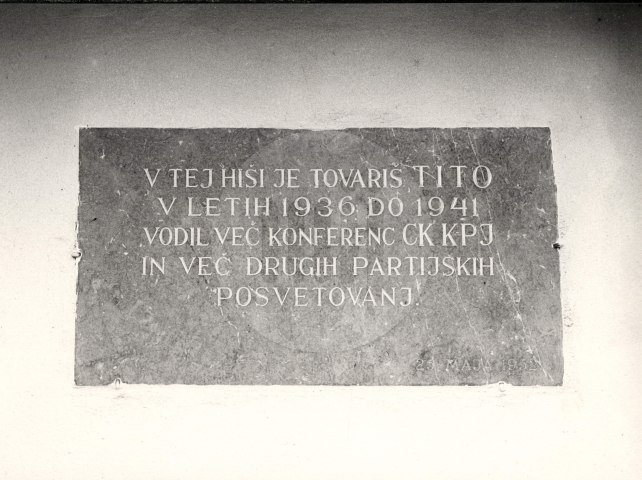 V TEJ HIŠI JE TOVARIŠ TITO
V LETIH 1936 DO 1941
VODIL VEČ KONFERENC CK KPJ
IN VEČ DRUGIH PARTIJSKIH
POSVETOVANJ.
MAJA